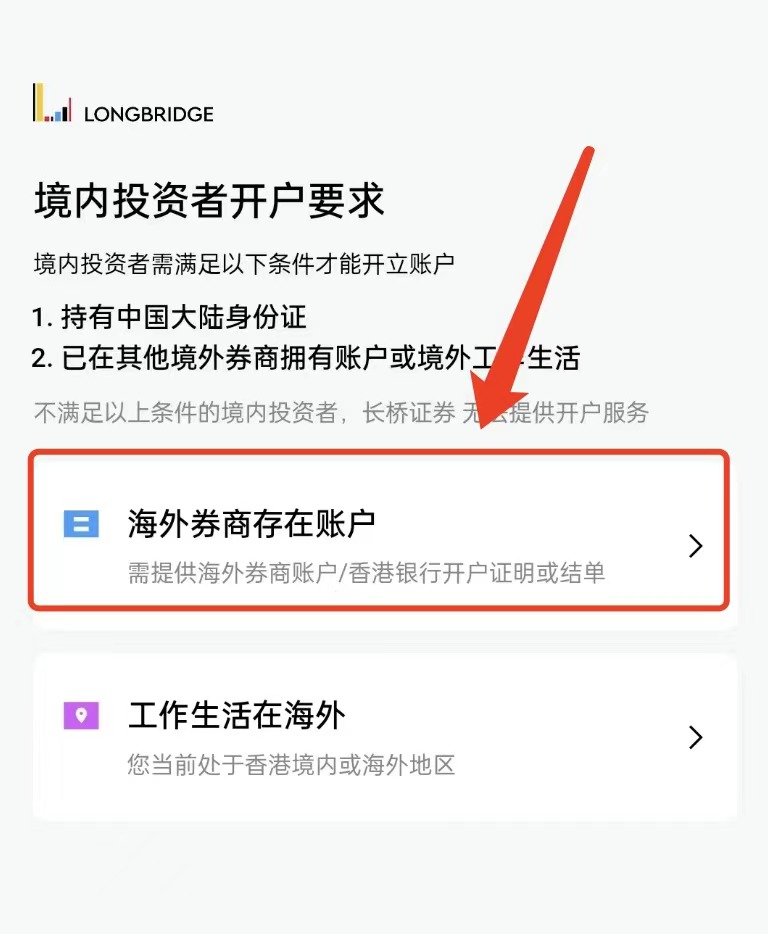 LONGBRIDGE
境内投资者开户要求
境内投资者需满足以下条件才能开立账户
1. 持有中国大陆身份证
2. 已在其他境外券商拥有账户或境外工 生活
不满足以上条件的境内投资者，长桥证券 提供开户服务
海外券商存在账户
需提供海外券商账户/香港银行开户证明或结单
工作生活在海外
您当前处于香港境内或海外地区